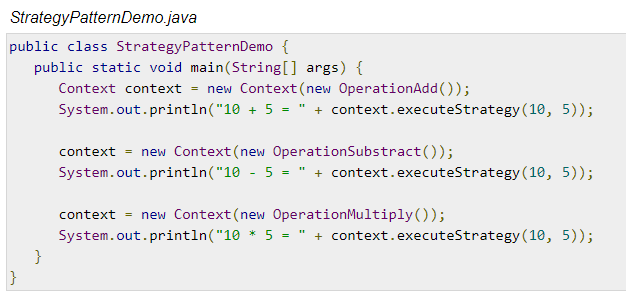 StrategyPatternDemo.java
public class StrategyPatternDemo {
   public static void main(String[] args) {
      Context context = new Context(new OperationAdd());
      System.out.println("10 + 5 = " + context.executeStrategy(10, 5));

      context = new Context(new OperationSubstract());
      System.out.println("10 - 5 = " + context.executeStrategy(10, 5));

      context = new Context(new OperationMultiply());
      System.out.println("10 * 5 = " + context.executeStrategy(10, 5));
   }
}